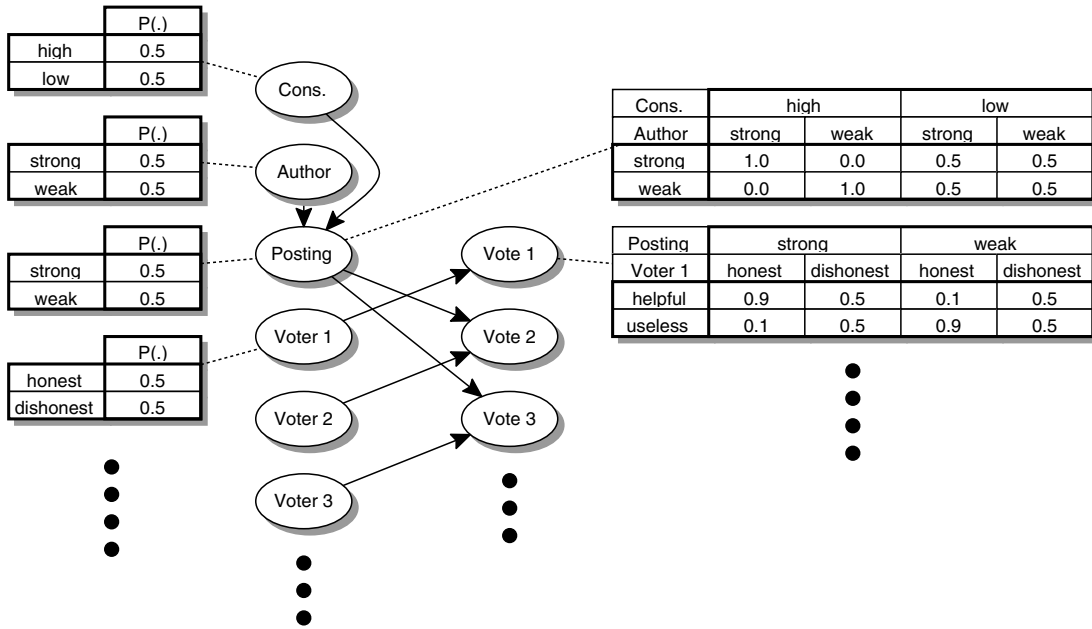 P(.)
high 0.5
low 0.5
P(.)
strong 0.5
weak 0.5
P(.)
strong 0.5
weak 0.5
P(.)
honest 0.5
dishonest 0.5
Cons.
Author
Posting
Voter 1
Voter 2
Voter 3
Vote 1
Vote 2
Vote 3
Cons. high low
Author strong weak strong weak
strong 1.0 0.0 0.5 0.5
weak 0.0 1.0 0.5 0.5
Posting strong weak
Voter 1 honest dishonest honest dishonest
helpful 0.9 0.5 0.1 0.5
useless 0.1 0.5 0.9 0.5